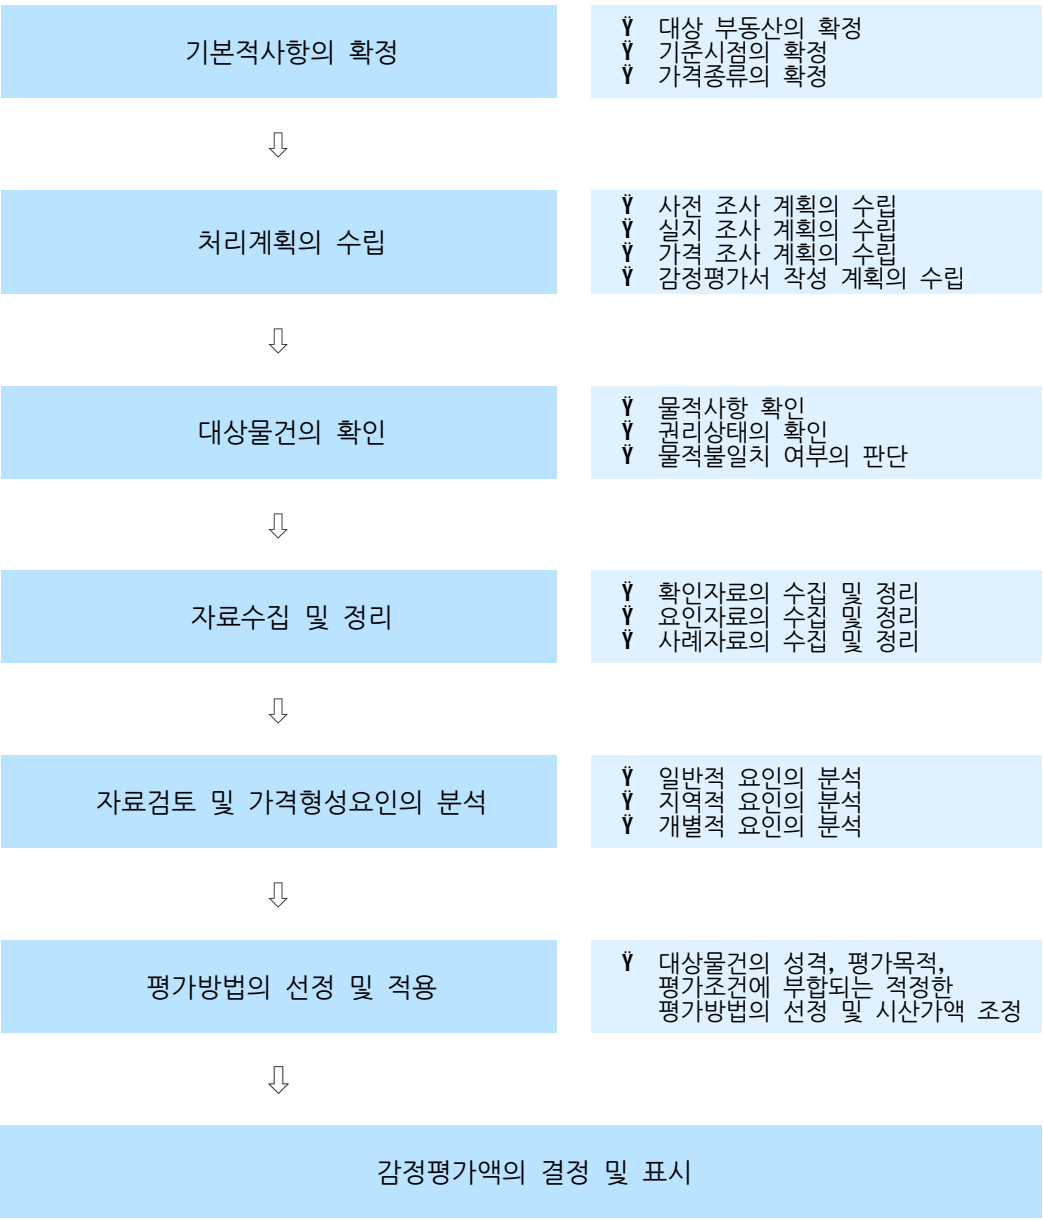 기본적사항의 확정
Ÿ 대상 부동산의 확정
Ÿ 기준시점의 확정
Ÿ 가격종류의 확정
⇩
처리계획의 수립
Ÿ 사전 조사 계획의 수립
Ÿ 실지 조사 계획의 수립
Ÿ 가격 조사 계획의 수립
Ÿ 감정평가서 작성 계획의 수립
⇩
대상물건의 확인
Ÿ 물적사항 확인
Ÿ 권리상태의 확인
Ÿ 물적불일치 여부의 판단
⇩
자료수집 및 정리
Ÿ 확인자료의 수집 및 정리
Ÿ 요인자료의 수집 및 정리
Ÿ 사례자료의 수집 및 정리
⇩
자료검토 및 가격형성요인의 분석
Ÿ 일반적 요인의 분석
Ÿ 지역적 요인의 분석
Ÿ 개별적 요인의 분석
⇩
평가방법의 선정 및 적용
Ÿ 대상물건의 성격, 평가목적,
평가조건에 부합되는 적정한
평가방법의 선정 및 시산가액 조정
⇩
감정평가액의 결정 및 표시